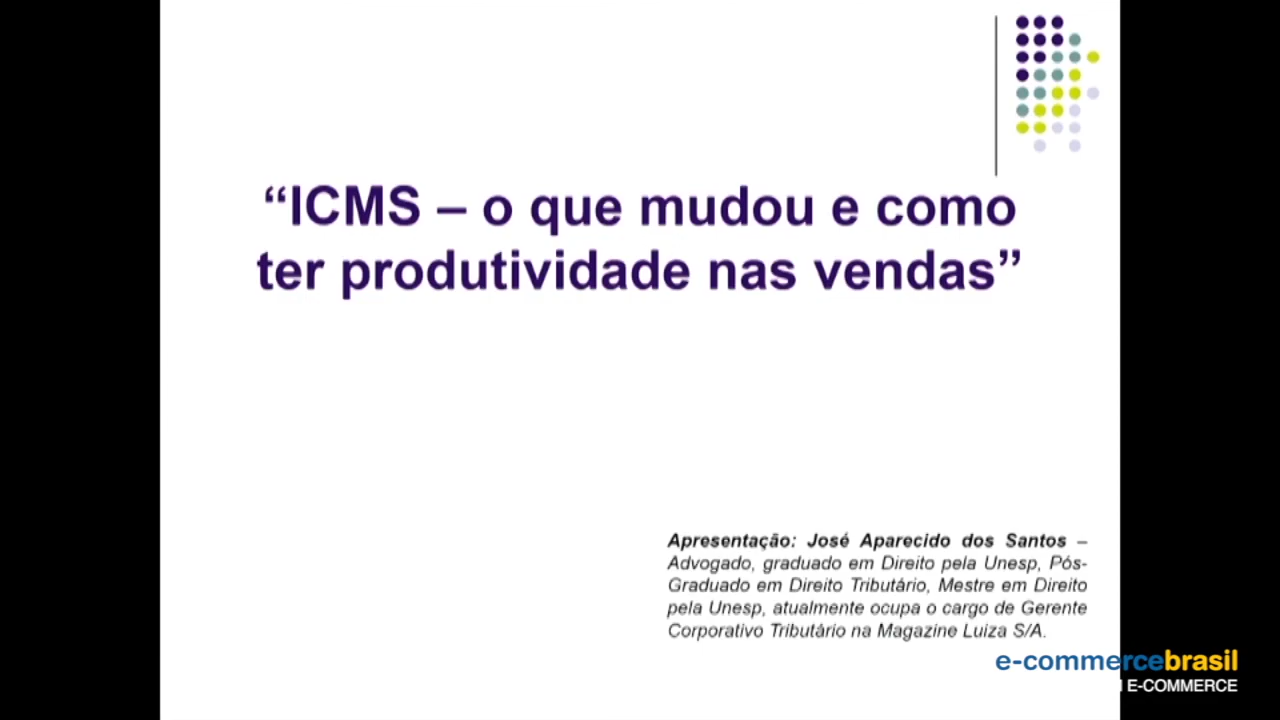 “ICMS – o que mudou e como
ter produtividade nas vendas”
Apresentação: José Aparecido dos Santos –
Advogado, graduado em Direito pela Unesp, Pós-
Graduado em Direito Tributário, Mestre em Direito
pela Unesp, atualmente ocupa o cargo de Gerente
Corporativo Tributário na Magazine Luiza S/A.
e-commercebrasil
E-COMMERCE